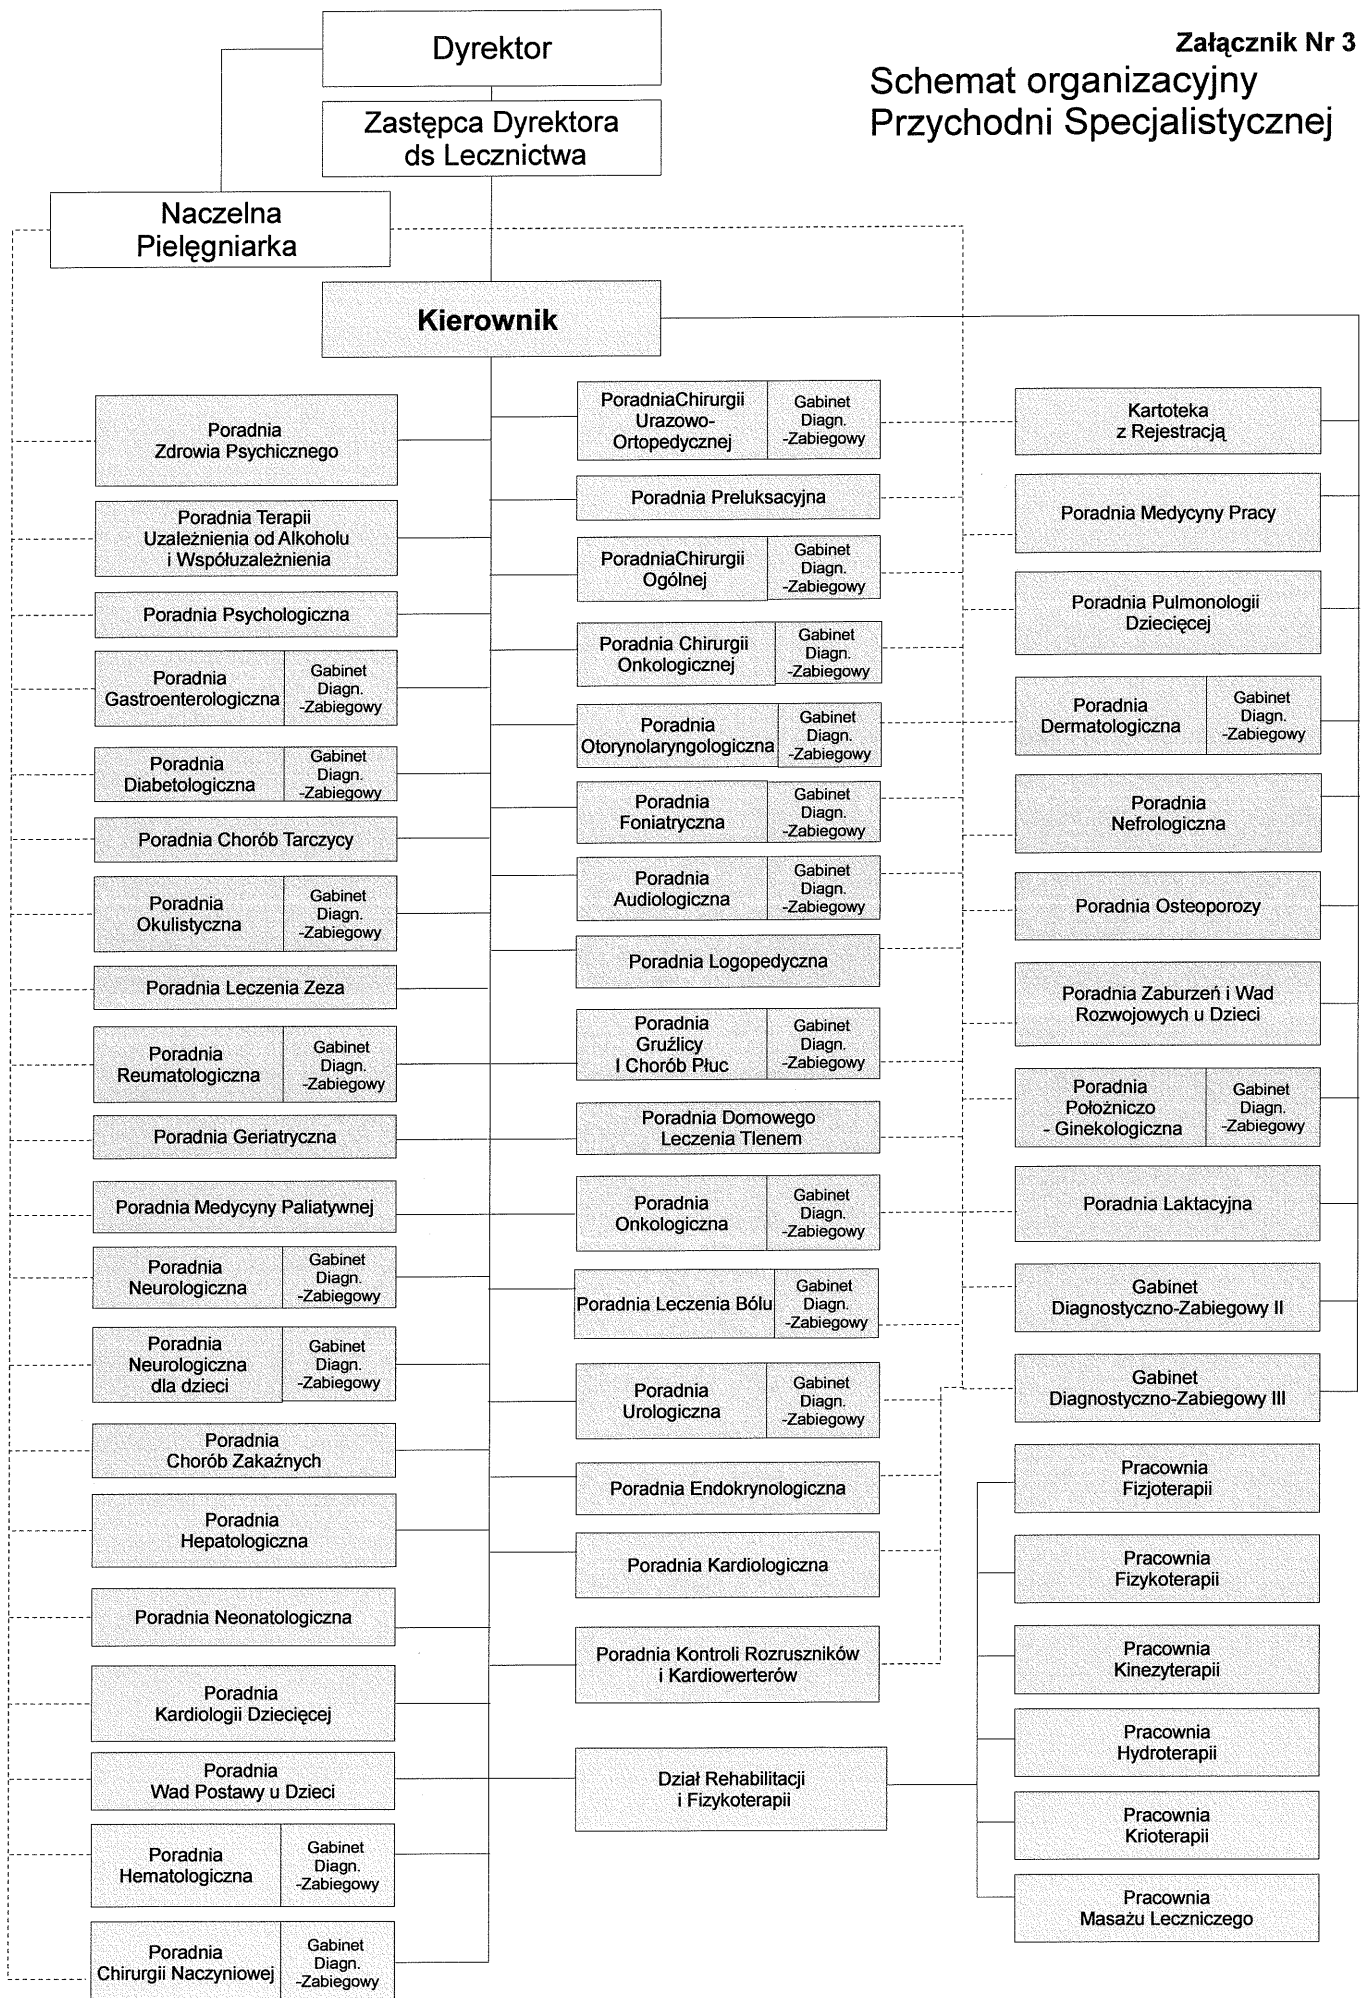 Załącznik Nr 3
Schemat organizacyjny
Przychodni Specjalistycznej
Dyrektor
Zastępca Dyrektora
ds Lecznictwa
Naczelna
Pielęgniarka
Kierownik
Poradnia
Zdrowia Psychicznego
Poradnia Terapii
Uzależnienia od Alkoholu
i Współuzależnienia
Poradnia Psychologiczna
Poradnia
Gastroenterologiczna
Gabinet
Diagn.
-Zabiegowy
Poradnia
Diabetologiczna
Gabinet
Diagn.
-Zabiegowy
Poradnia Chorób Tarczycy
Poradnia
Okulistyczna
Gabinet
Diagn.
-Zabiegowy
Poradnia Leczenia Zeza
Poradnia
Reumatologiczna
Gabinet
Diagn.
-Zabiegowy
Poradnia Geriatryczna
Poradnia Medycyny Paliatywnej
Poradnia
Neurologiczna
Gabinet
Diagn.
-Zabiegowy
Poradnia
Neurologiczna
dla dzieci
Gabinet
Diagn.
-Zabiegowy
Poradnia
Chorób Zakaźnych
Poradnia
Hepatologiczna
Poradnia Neonatologiczna
Poradnia
Kardiologii Dziecięcej
Poradnia
Wad Postawy u Dzieci
Poradnia
Hematologiczna
Gabinet
Diagn.
-Zabiegowy
Poradnia
Chirurgii Naczyniowej
Gabinet
Diagn.
-Zabiegowy
PoradniaChirurgii
Urazowo-
Ortopedycznej
Gabinet
Diagn.
-Zabiegowy
Poradnia Preluksacyjna
PoradniaChirurgii
Ogólnej
Gabinet
Diagn.
-Zabiegowy
Poradnia Chirurgii
Onkologicznej
Gabinet
Diagn.
-Zabiegowy
Poradnia
Otorynolaryngologiczna
Gabinet
Diagn.
-Zabiegowy
Poradnia
Foniatryczna
Gabinet
Diagn.
-Zabiegowy
Poradnia
Audiologiczna
Gabinet
Diagn.
-Zabiegowy
Poradnia Logopedyczna
Poradnia
Gruźlicy
I Chorób Płuc
Gabinet
Diagn.
-Zabiegowy
Poradnia Domowego
Leczenia Tlenem
Poradnia
Onkologiczna
Gabinet
Diagn.
-Zabiegowy
Poradnia Leczenia Bólu
Gabinet
Diagn.
-Zabiegowy
Poradnia
Urologiczna
Gabinet
Diagn.
-Zabiegowy
Poradnia Endokrynologiczna
Poradnia Kardiologiczna
Poradnia Kontroli Rozruszników
i Kardiowerterów
Dział Rehabilitacji
i Fizykoterapii
Kartoteka
z Rejestracją
Poradnia Medycyny Pracy
Poradnia Pulmonologii
Dziecięcej
Poradnia
Dermatologiczna
Gabinet
Diagn.
-Zabiegowy
Poradnia
Nefrologiczna
Poradnia Osteoporozy
Poradnia Zaburzeń i Wad
Rozwojowych u Dzieci
Poradnia
Położniczo
- Ginekologiczna
Gabinet
Diagn.
-Zabiegowy
Poradnia Laktacyjna
Gabinet
Diagnostyczno-Zabiegowy II
Gabinet
Diagnostyczno-Zabiegowy III
Pracownia
Fizjoterapii
Pracownia
Fizykoterapii
Pracownia
Kinezyterapii
Pracownia
Hydroterapii
Pracownia
Krioterapii
Pracownia
Masażu Leczniczego